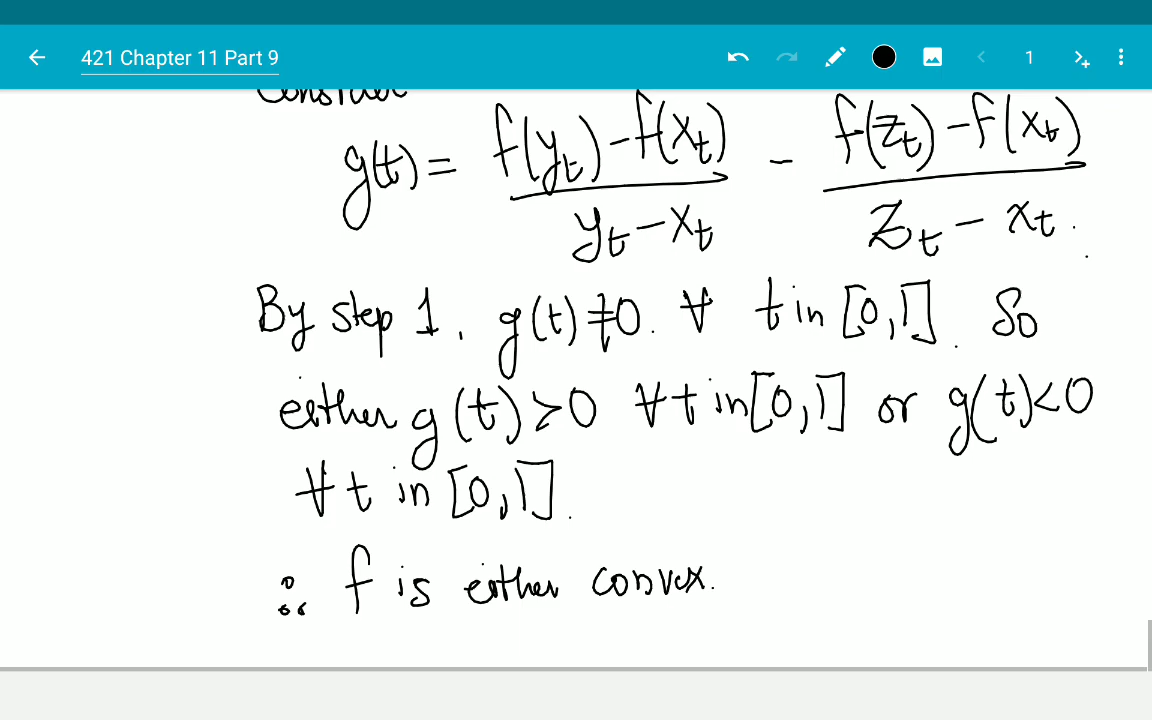 421 Chapter 11 Part 9
1
g(t) = f(y_t) - f(x_t) / y_t - x_t - f(z_t) - f(x_t) / z_t - x_t .
By step 1, g(t) ≠ 0. ∀ t in [0,1]. So
either g(t) > 0 ∀ t in [0,1] or g(t) < 0
∀ t in [0,1].
∴ f is either convex.